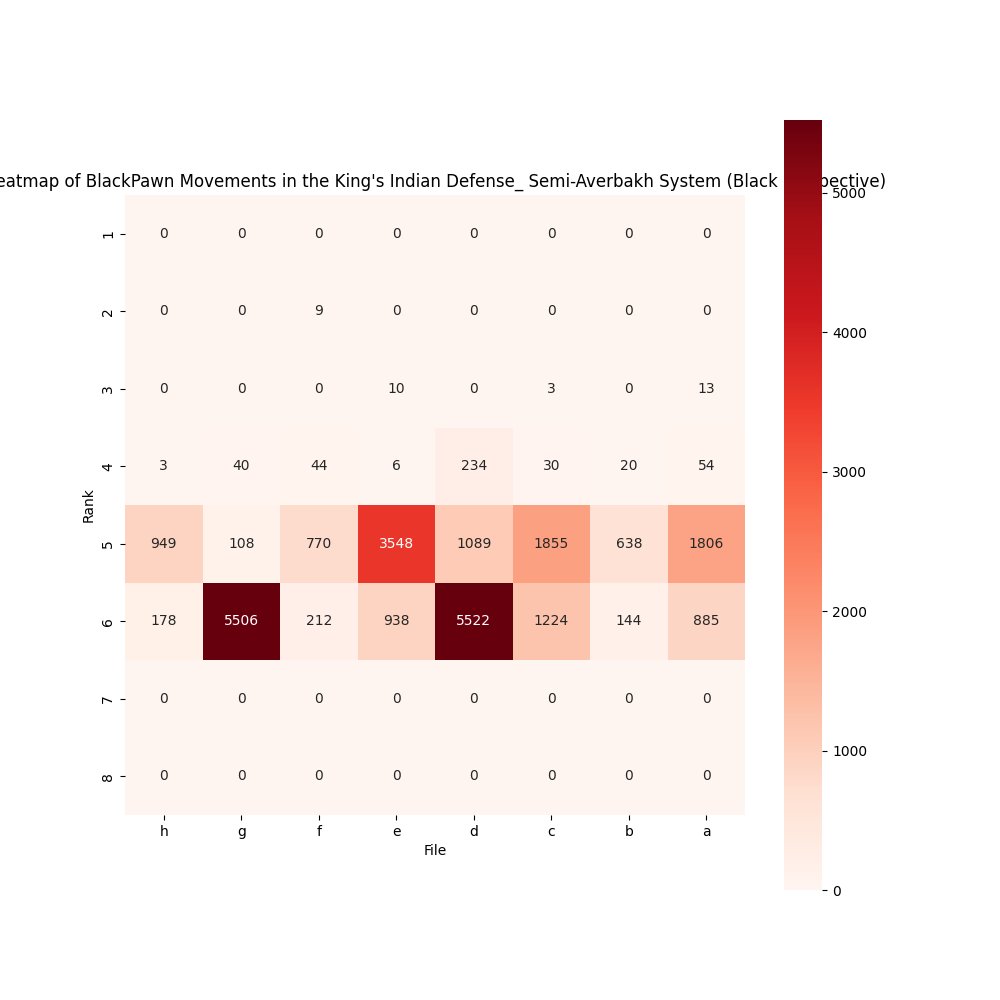 eatmap of BlackPawn Movements in the King's Indian Defense_ Semi-Averbakh System (Black pective)
1 0 0 0 0 0 0 0 0
2 0 0 9 0 0 0 0 0
3 0 0 0 10 0 3 0 13
4 3 40 44 6 234 30 20 54
Rank
5 949 108 770 3548 1089 1855 638 1806
6 178 5506 212 938 5522 1224 144 885
7 0 0 0 0 0 0 0 0
8 0 0 0 0 0 0 0 0
h g f e d c b a
File
5000
4000
3000
2000
1000
0